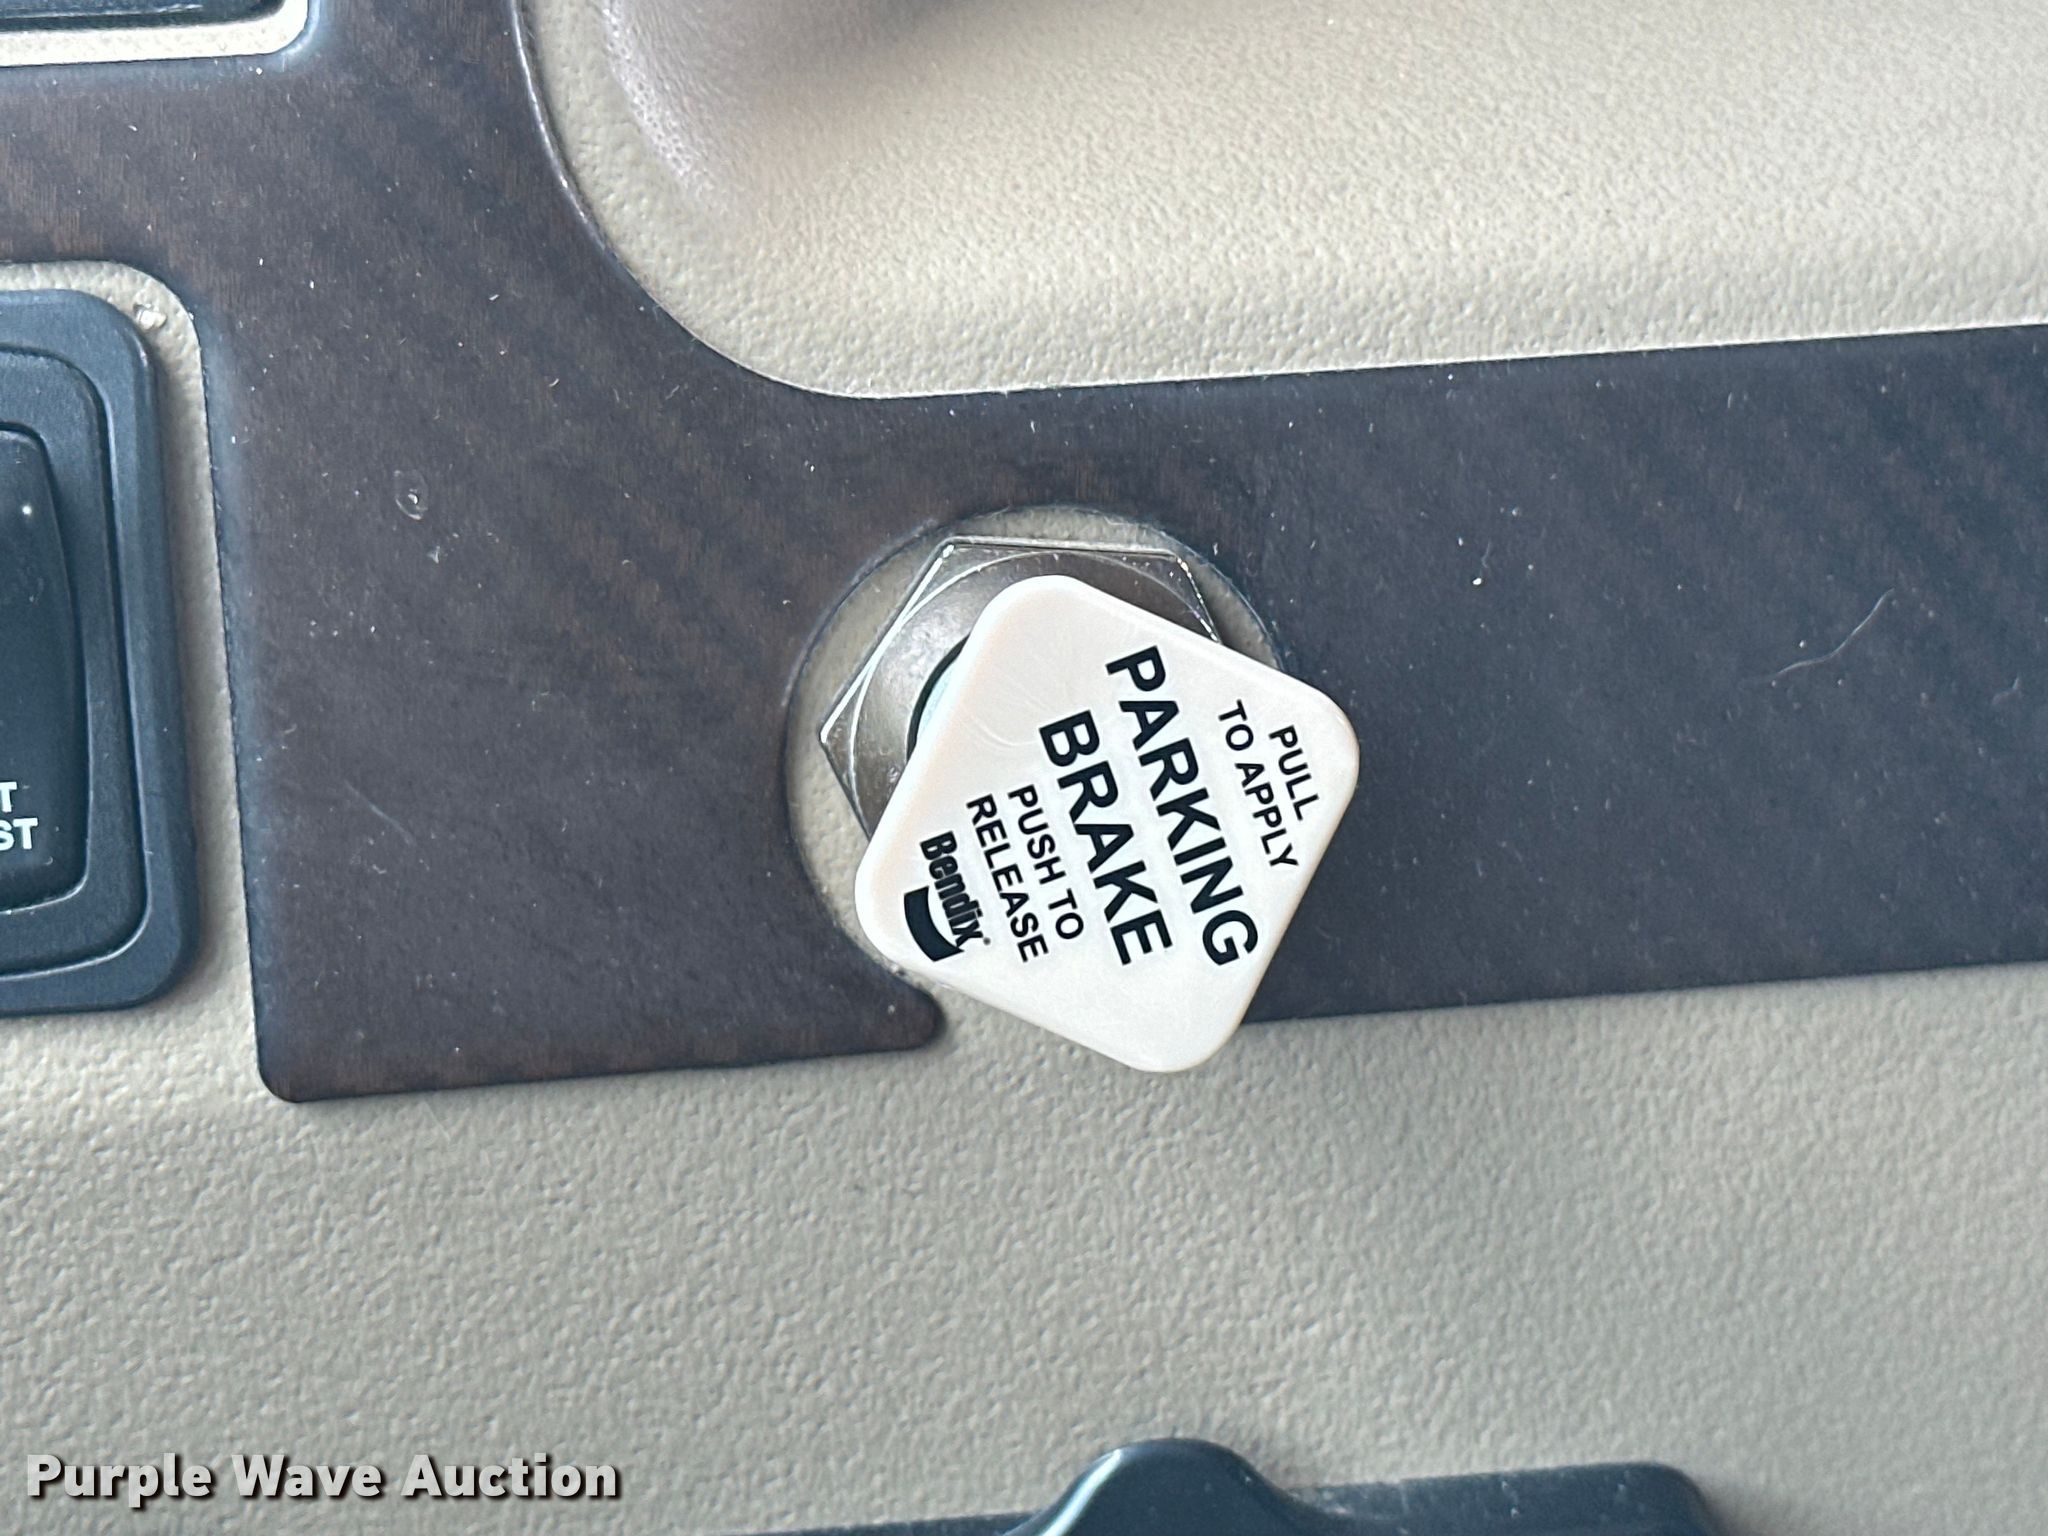 PULL
TO APPLY
PARKING
BRAKE
PUSH TO
RELEASE
Bendix®
Purple Wave Auction